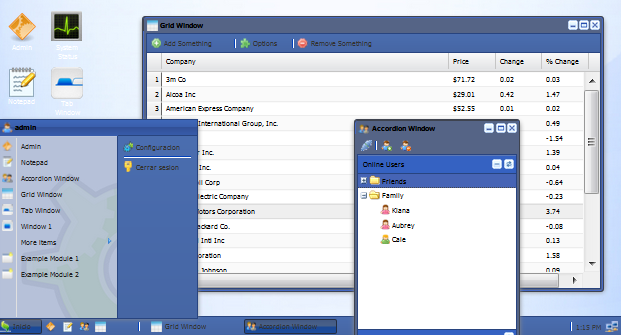 Admin
System Status
Notepad
Tab Window
Grid Window
Add Something
Options
Remove Something
Company Price Change % Change
1 3m Co $71.72 0.02 0.03
2 Alcoa Inc $29.01 0.42 1.47
3 American Express Company $52.55 0.01 0.02
International Group, Inc. 0.49
-1.54
r Inc. 1.39
0.04
ll Corp -0.64
lectric Company -0.23
Motors Corporation 3.74
ackard Co. -0.08
Intl Inc 0.13
Corporation 1.58
Johnson 0.09
admin
Admin
Notepad
Accordion Window
Grid Window
Tab Window
Window 1
More items
Example Module 1
Example Module 2
Configuracion
Cerrar sesion
Accordion Window
Online Users
Friends
Family
Kiana
Aubrey
Cale
Inicio
Grid Window
Accordion Window
1:13 PM